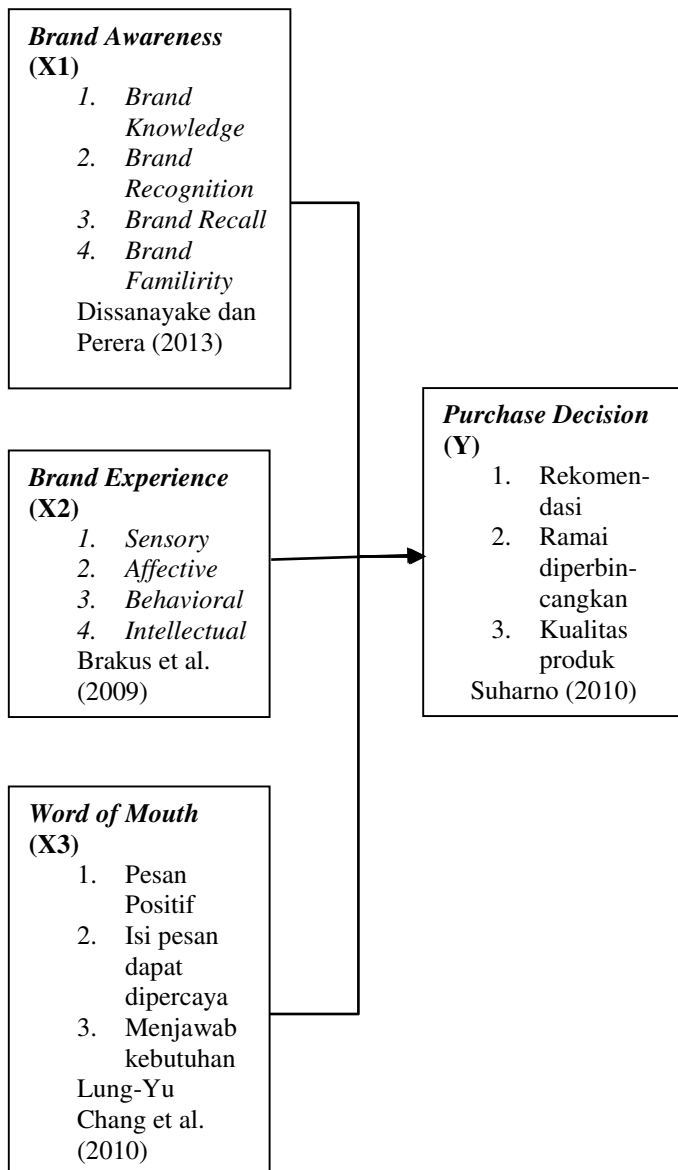 Brand Awareness
(X1)
1. Brand
Knowledge
2. Brand
Recognition
3. Brand Recall
4. Brand
Familirity
Dissanayake dan
Perera (2013)
Brand Experience
(X2)
1. Sensory
2. Affective
3. Behavioral
4. Intellectual
Brakus et al.
(2009)
Word of Mouth
(X3)
1. Pesan
Positif
2. Isi pesan
dapat
dipercaya
3. Menjawab
kebutuhan
Lung-Yu
Chang et al.
(2010)
Purchase Decision
(Y)
1. Rekomen-
dasi
2. Ramai
diperbin-
cangkan
3. Kualitas
produk
Suharno (2010)